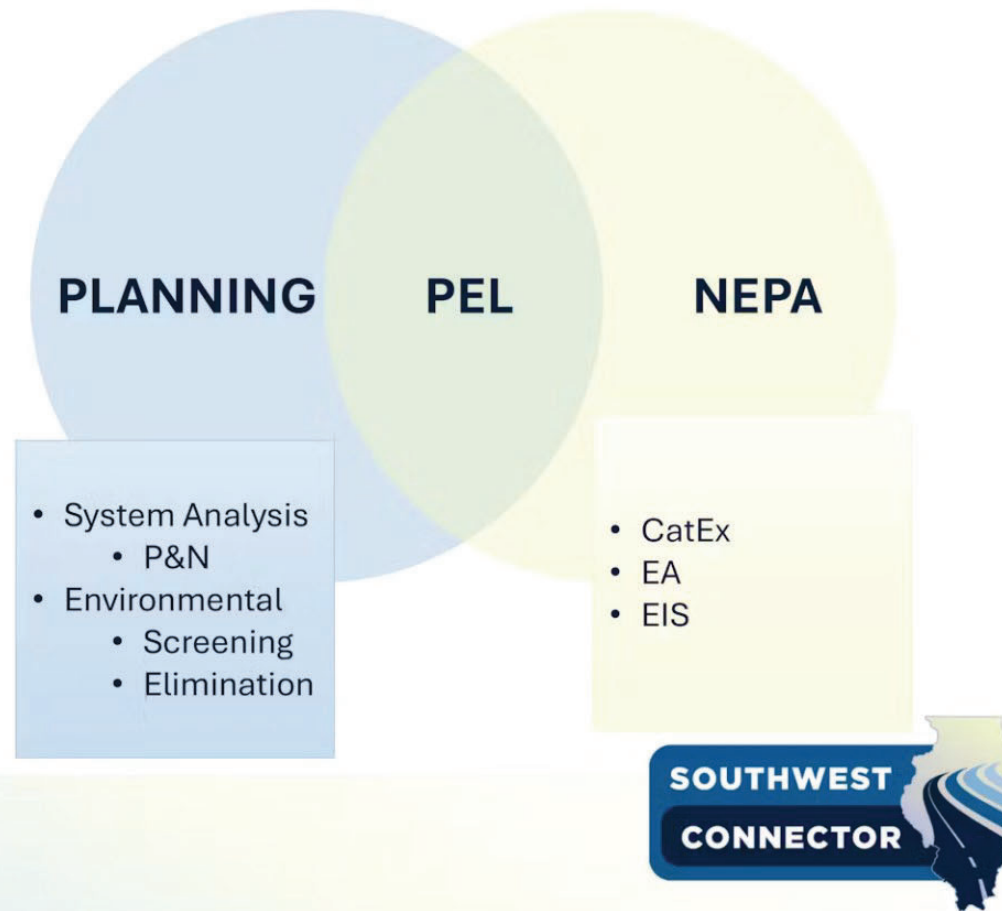 PLANNING
PEL
NEPA
• System Analysis
• P&N
• Environmental
• Screening
• Elimination
• CatEx
• EA
• EIS
SOUTHWEST
CONNECTOR